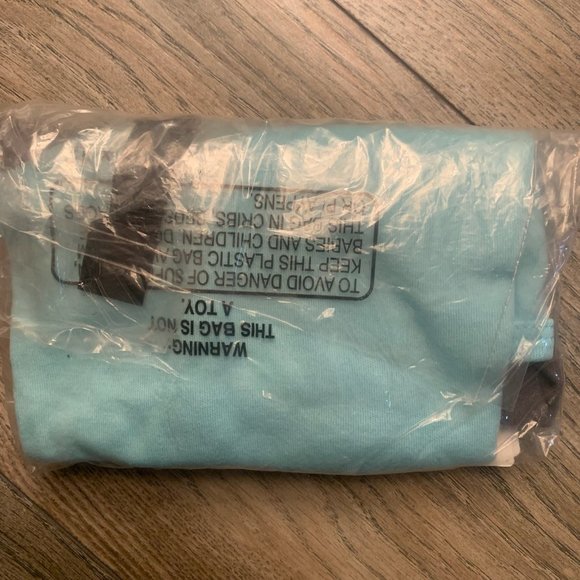 WARNING:
THIS BAG IS NOT
A TOY.
TO AVOID DANGER OF
KEEP THIS PLASTIC BAG
BABIES AND CHILDREN
THIS BAG IN CRIBS,
PLAYPENS.